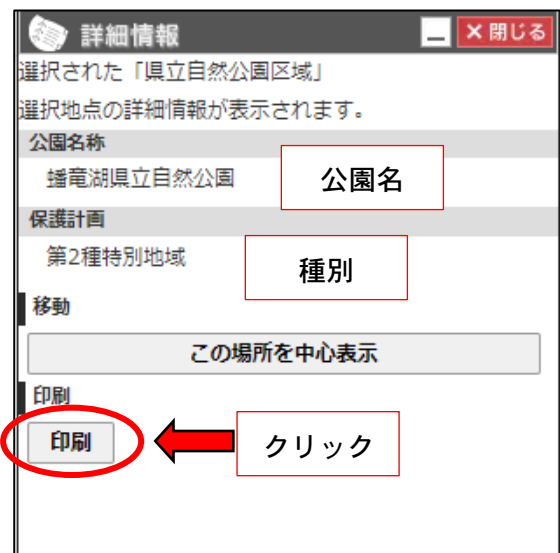 詳細情報
×閉じる
選択された「県立自然公園区域」
選択地点の詳細情報が表示されます。
公園名称
蟠竜湖県立自然公園
公園名
保護計画
第2種特別地域
種別
移動
この場所を中心表示
印刷
印刷
クリック